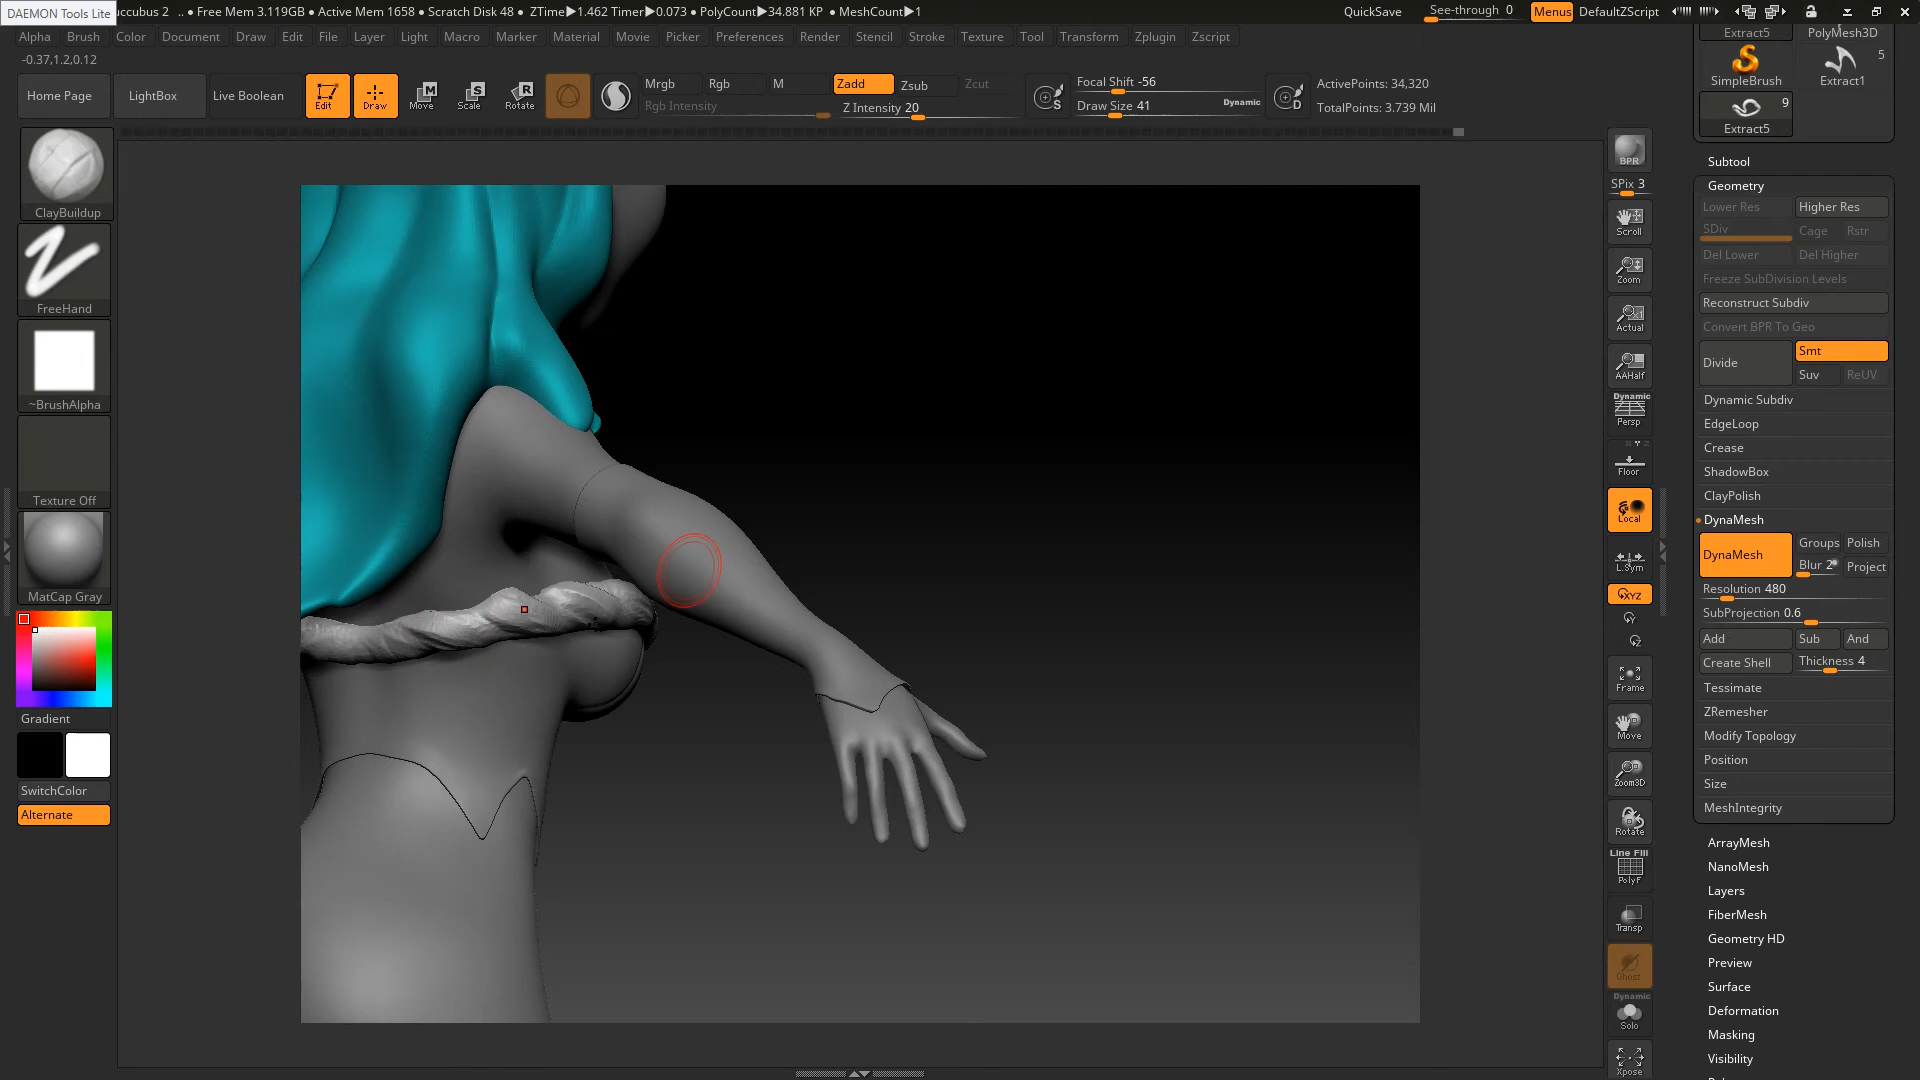 DAEMON Tools Lite
uccubus 2 .. ● Free Mem 3.119GB ● Active Mem 1658 ● Scratch Disk 48 ● ZTime▶1.462 Timer▶0.073 ● PolyCount▶34.881 KP ● MeshCount▶1
QuickSave See-through 0 Menus DefaultZScript
Alpha Brush Color Document Draw Edit File Layer Light Macro Marker Material Movie Picker Preferences Render Stencil Stroke Texture Tool Transform Zplugin Zscript
-0.37,1.2,0.12
Home Page LightBox Live Boolean
Edit Draw Move Scale Rotate
Mrgb Rgb M
Rgb Intensity
Zadd Zsub Zcut
Z Intensity 20
S
Focal Shift -56
Draw Size 41 Dynamic
D
ActivePoints: 34,320
TotalPoints: 3.739 Mil
ClayBuildup
FreeHand
~BrushAlpha
Texture Off
MatCap Gray
Gradient
SwitchColor
Alternate
BPR
SPix 3
Scroll
Zoom
Actual
AAHalf
Dynamic
Persp
Floor
Local
L.Sym
XYZ
Y
Z
Frame
Move
Zoom3D
Rotate
Line Fill
PolyF
Transp
Ghost
Dynamic
Solo
Xpose
Extract5 PolyMesh3D
SimpleBrush
5
Extract1
9
Extract5
Subtool
Geometry
Lower Res Higher Res
SDiv Cage Rstr
Del Lower Del Higher
Freeze SubDivision Levels
Reconstruct Subdiv
Convert BPR To Geo
Divide Smt
Suv ReUV
Dynamic Subdiv
EdgeLoop
Crease
ShadowBox
ClayPolish
DynaMesh
DynaMesh Groups Polish
Blur 2 Project
Resolution 480
SubProjection 0.6
Add Sub And
Create Shell Thickness 4
Tessimate
ZRemesher
Modify Topology
Position
Size
MeshIntegrity
ArrayMesh
NanoMesh
Layers
FiberMesh
Geometry HD
Preview
Surface
Deformation
Masking
Visibility